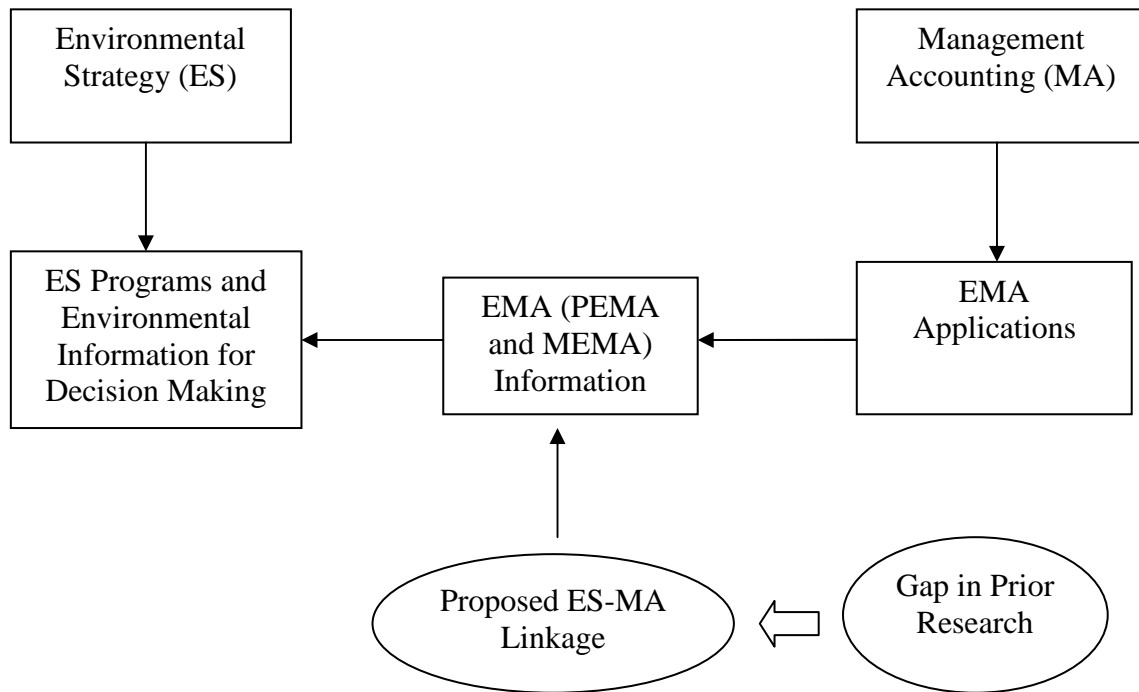 Environmental
Strategy (ES)
Management
Accounting (MA)
ES Programs and
Environmental
Information for
Decision Making
EMA (PEMA
and MEMA)
Information
EMA
Applications
Proposed ES-MA
Linkage
Gap in Prior
Research